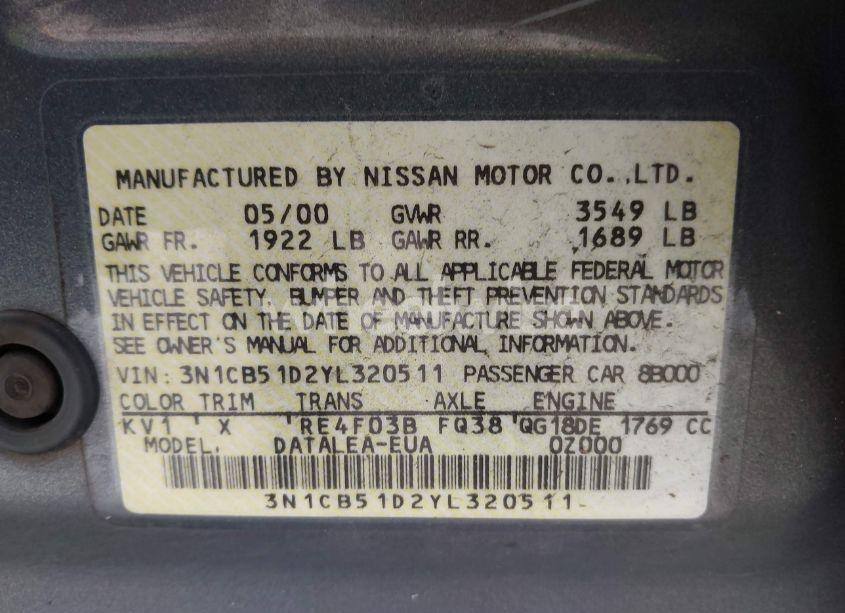 MANUFACTURED BY NISSAN MOTOR CO.,LTD.
DATE 05/00 GVWR 3549 LB
GAWR FR. 1922 LB GAWR RR. 1689 LB
THIS VEHICLE CONFORMS TO ALL APPLICABLE FEDERAL MOTOR
VEHICLE SAFETY, BUMPER AND THEFT PREVENTION STANDARDS
IN EFFECT ON THE DATE OF MANUFACTURE SHOWN ABOVE.
SEE OWNER'S MANUAL FOR ADDITIONAL INFORMATION.
VIN: 3N1CB51D2YL320511 PASSENGER CAR 8B000
COLOR TRIM TRANS AXLE ENGINE
KV1 ' X 'RE4F03B FQ38 'QG18DE 1769 CC
MODEL. DATALEA-EUA 0Z000
3N1CB51D2YL320511